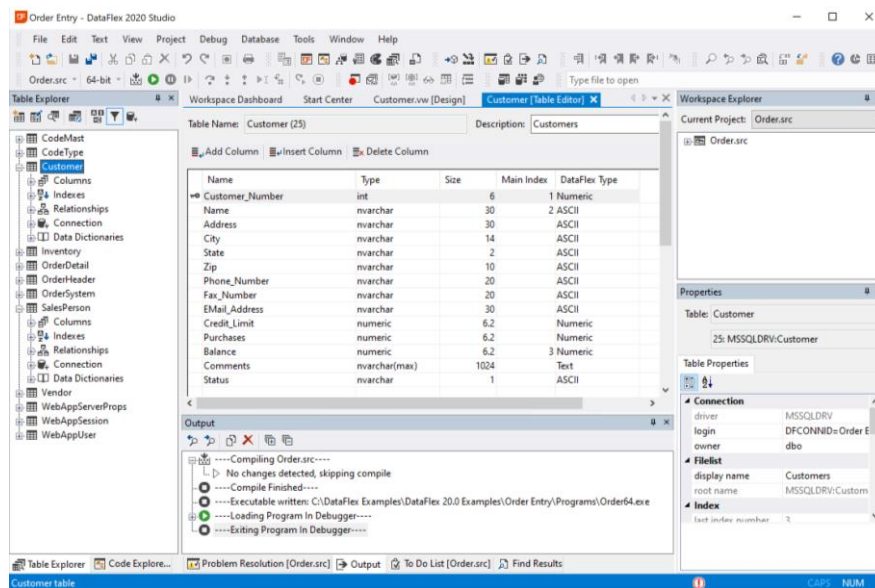 Order Entry - DataFlex 2020 Studio
File Edit Text View Project Debug Database Tools Window Help
Order.src 64-bit Type file to open
Table Explorer
CodeMast
CodeType
Customer
Columns
Indexes
Relationships
Connection
Data Dictionaries
Inventory
OrderDetail
OrderHeader
OrderSystem
SalesPerson
Columns
Indexes
Relationships
Connection
Data Dictionaries
Vendor
WebAppServerProps
WebAppSession
WebAppUser
Table Explorer Code Explore...
Workspace Dashboard Start Center Customer.vw [Design] Customer [Table Editor]
Table Name: Customer (25) Description: Customers
Add Column Insert Column Delete Column
Name Type Size Main Index DataFlex Type
Customer_Number int 6 1 Numeric
Name nvarchar 30 2 ASCII
Address nvarchar 30 ASCII
City nvarchar 14 ASCII
State nvarchar 2 ASCII
Zip nvarchar 10 ASCII
Phone_Number nvarchar 20 ASCII
Fax_Number nvarchar 20 ASCII
EMail_Address nvarchar 30 ASCII
Credit_Limit numeric 6.2 Numeric
Purchases numeric 6.2 Numeric
Balance numeric 6.2 3 Numeric
Comments nvarchar(max) 1024 Text
Status nvarchar 1 ASCII
Output
----Compiling Order.src----
No changes detected, skipping compile
----Compile Finished----
----Executable written: C:\DataFlex Examples\DataFlex 20.0 Examples\Order Entry\Programs\Order64.exe
----Loading Program In Debugger----
----Exiting Program In Debugger----
Problem Resolution [Order.src] Output To Do List [Order.src] Find Results
Workspace Explorer
Current Project: Order.src
Order.src
Properties
Table: Customer
25: MSSQLDRV:Customer
Table Properties
Connection
driver MSSQLDRV
login DFCONNID=Order E
owner dbo
Filelist
display name Customers
root name MSSQLDRV:Custom
Index
last index number 3
Customer table CAPS NUM